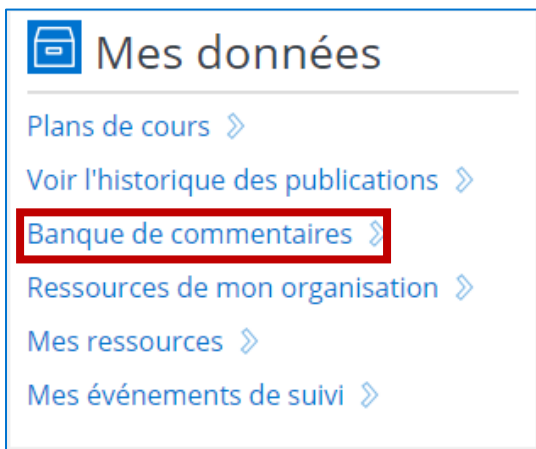 Mes données
Plans de cours
Voir l'historique des publications
Banque de commentaires
Ressources de mon organisation
Mes ressources
Mes événements de suivi